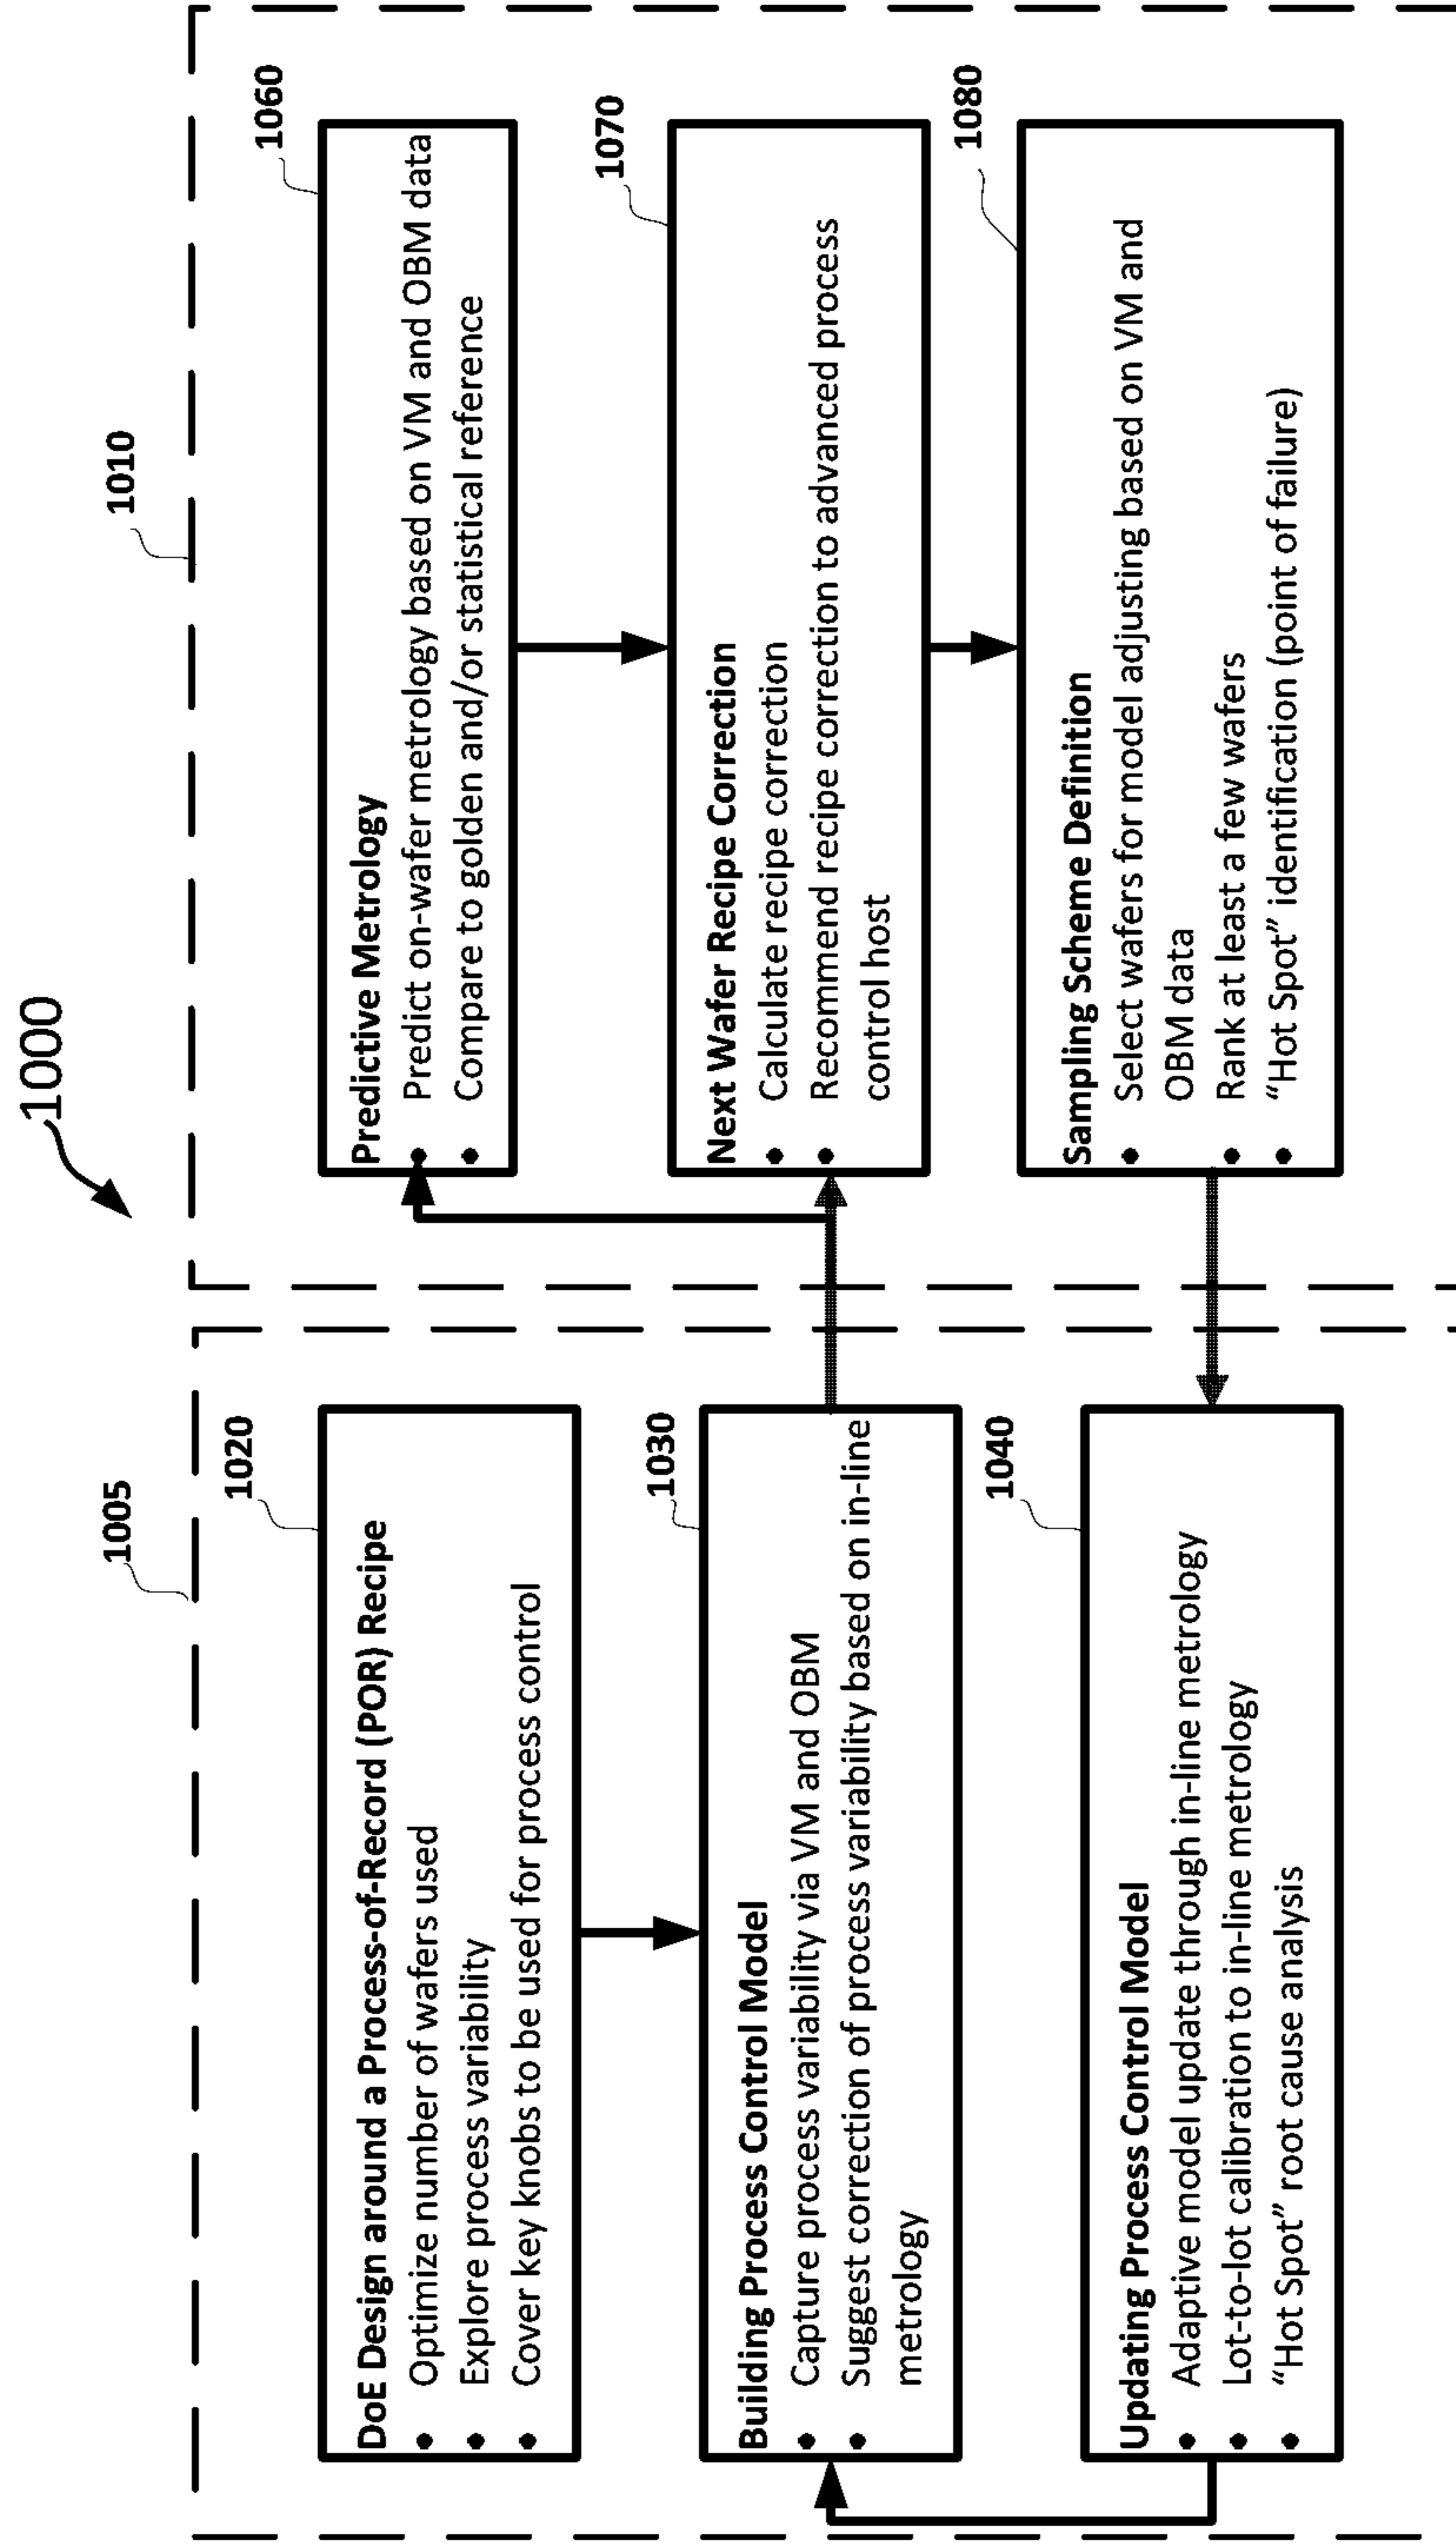 1000
1005
1010
1020
DoE Design around a Process-of-Record (POR) Recipe
• Optimize number of wafers used
• Explore process variability
• Cover key knobs to be used for process control
1030
Building Process Control Model
• Capture process variability via VM and OBM
• Suggest correction of process variability based on in-line
metrology
1040
Updating Process Control Model
• Adaptive model update through in-line metrology
• Lot-to-lot calibration to in-line metrology
• “Hot Spot” root cause analysis
1060
Predictive Metrology
• Predict on-wafer metrology based on VM and OBM data
• Compare to golden and/or statistical reference
1070
Next Wafer Recipe Correction
• Calculate recipe correction
• Recommend recipe correction to advanced process
control host
1080
Sampling Scheme Definition
• Select wafers for model adjusting based on VM and
OBM data
• Rank at least a few wafers
• “Hot Spot” identification (point of failure)